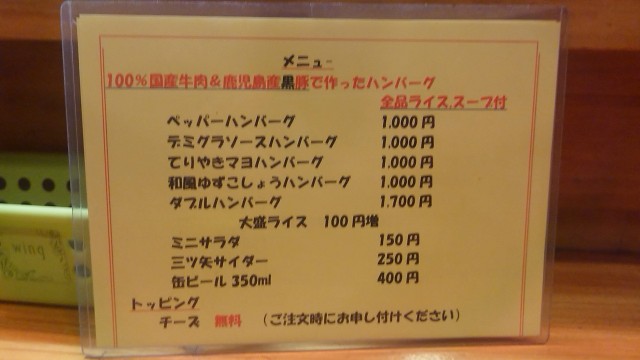 メニュー
100%国産牛肉&鹿児島産黒豚で作ったハンバーグ
全品ライス,スープ付
ペッパーハンバーグ 1.000円
デミグラソースハンバーグ 1.000円
てりやきマヨハンバーグ 1.000円
和風ゆずこしょうハンバーグ 1.000円
ダブルハンバーグ 1.700円
大盛ライス 100円増
ミニサラダ 150円
三ツ矢サイダー 250円
缶ビール 350ml 400円
トッピング
チーズ 無料 (ご注文時にお申し付けください)
winq